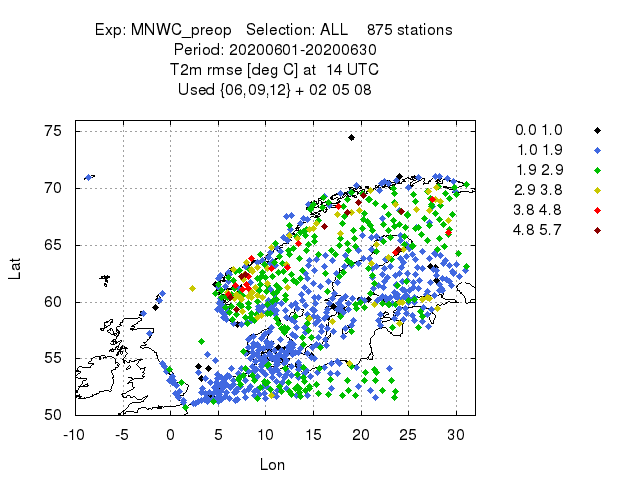 Exp: MNWC_preop   Selection: ALL    875 stations
Period: 20200601-20200630
T2m rmse [deg C] at  14 UTC
Used {06,09,12} + 02 05 08
0.0 1.0
1.0 1.9
1.9 2.9
2.9 3.8
3.8 4.8
4.8 5.7
75
70
65
60
55
50
Lat
-10 -5 0 5 10 15 20 25 30
Lon